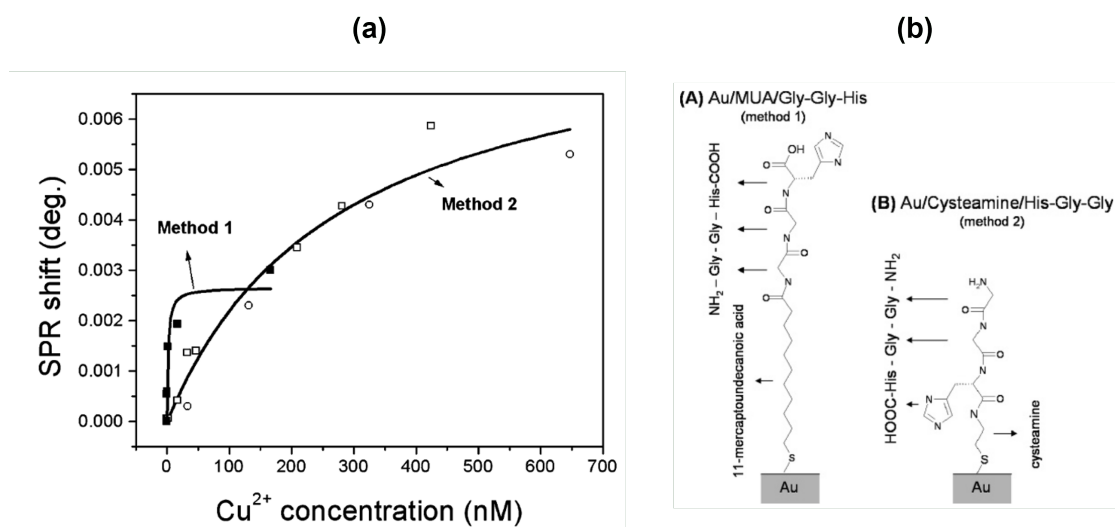 (a)
(b)
0.006
0.005
0.004
0.003
0.002
0.001
0.000
SPR shift (deg.)
Method 1
Method 2
0
100
200
300
400
500
600
700
Cu²⁺ concentration (nM)
(A) Au/MUA/Gly-Gly-His
(method 1)
NH₂ – Gly - Gly – His-COOH
11-mercaptoundecanoic acid
O
OH
N
N
N
O
N
O
N
O
S
Au
(B) Au/Cysteamine/His-Gly-Gly
(method 2)
HOOC-His - Gly - Gly - NH₂
cysteamine
H₂N
O
N
O
N
N
N
O
N
S
Au